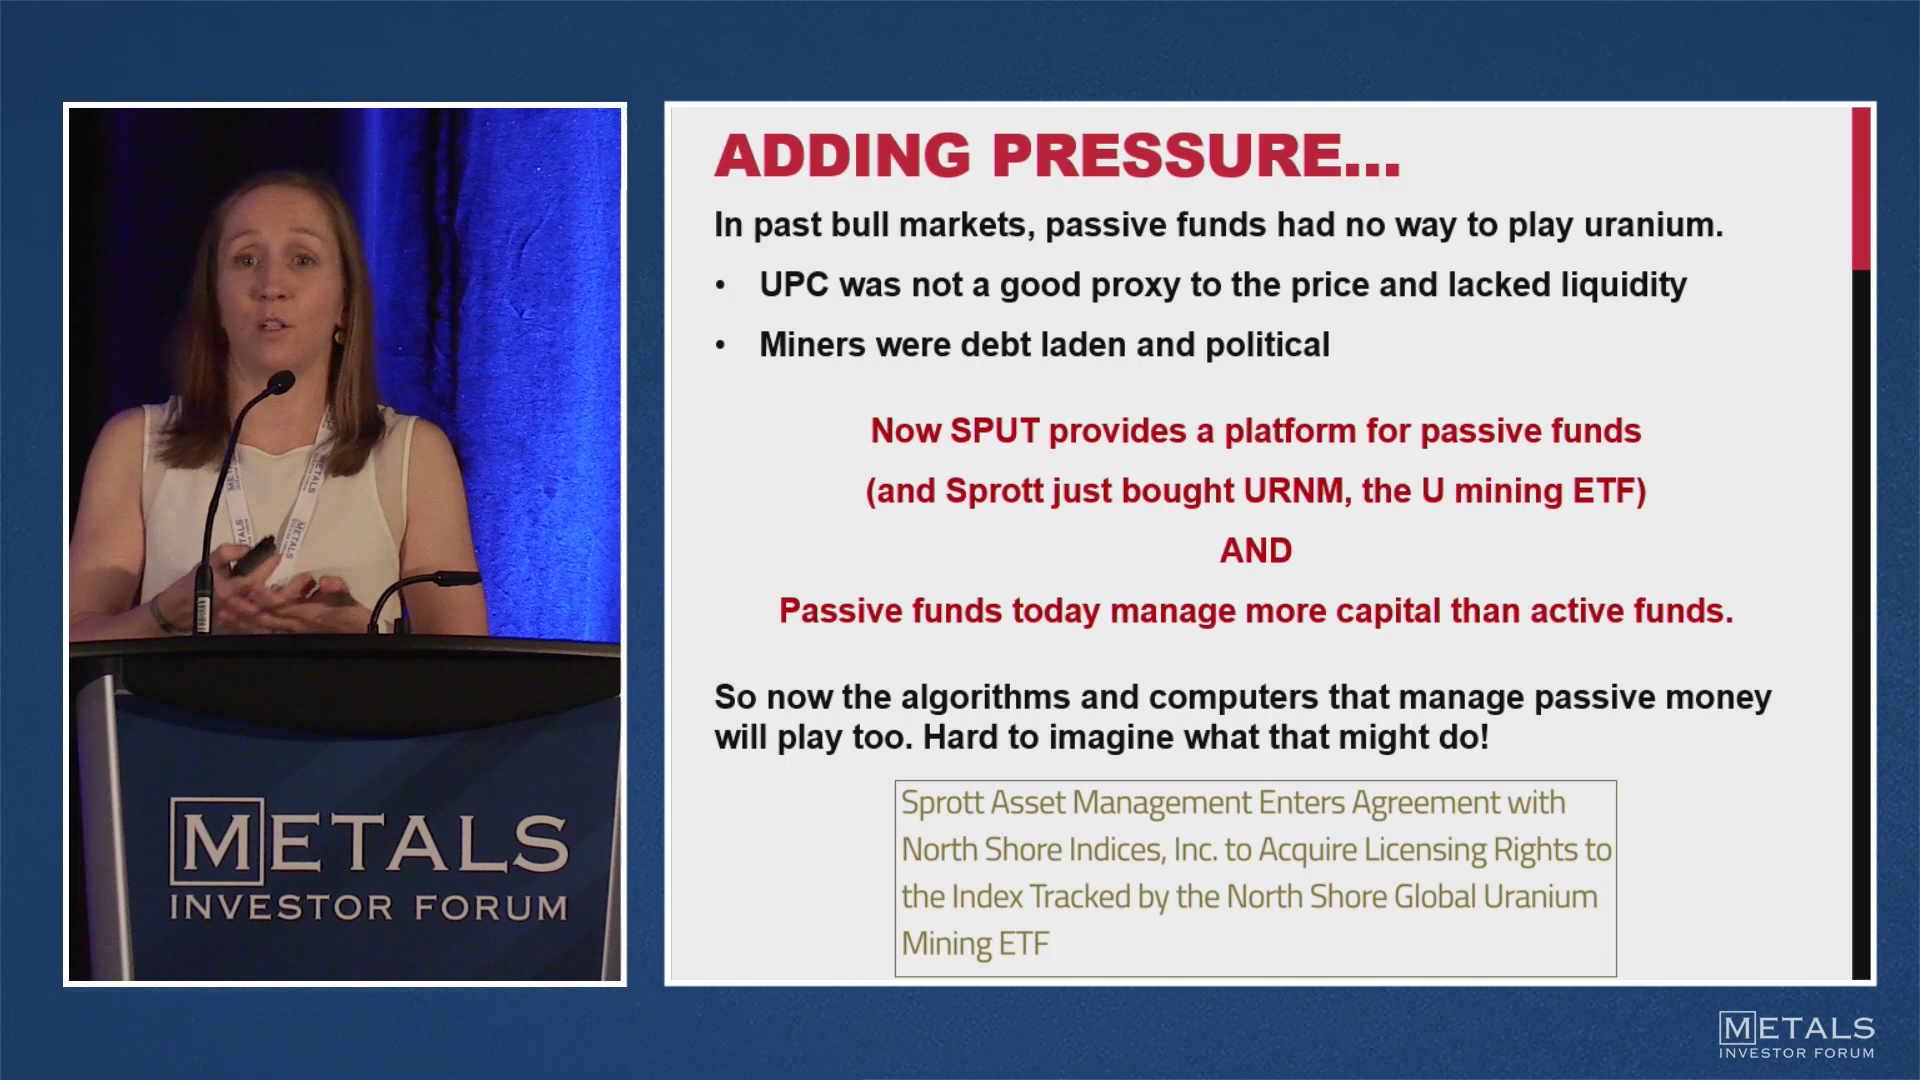 ADDING PRESSURE...
In past bull markets, passive funds had no way to play uranium.
• UPC was not a good proxy to the price and lacked liquidity
• Miners were debt laden and political
Now SPUT provides a platform for passive funds
(and Sprott just bought URNM, the U mining ETF)
AND
Passive funds today manage more capital than active funds.
So now the algorithms and computers that manage passive money
will play too. Hard to imagine what that might do!
Sprott Asset Management Enters Agreement with
North Shore Indices, Inc. to Acquire Licensing Rights to
the Index Tracked by the North Shore Global Uranium
Mining ETF
METALS
METALS
METALS
METALS
INVESTOR FORUM
METALS
INVESTOR FORUM